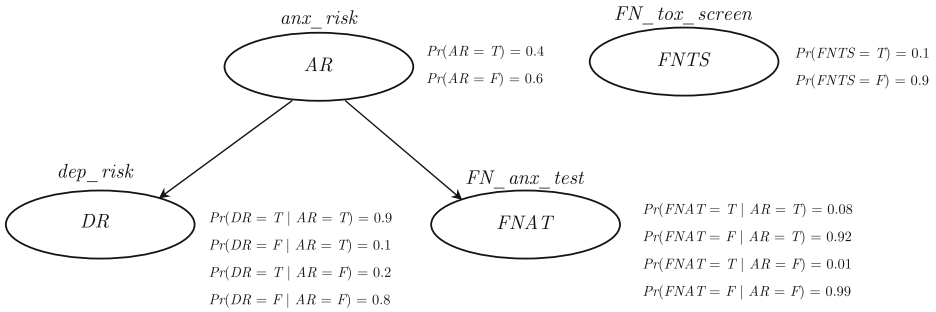 anx_risk
AR
Pr(AR = T) = 0.4
Pr(AR = F) = 0.6
FN_tox_screen
FNTS
Pr(FNTS = T) = 0.1
Pr(FNTS = F) = 0.9
dep_risk
DR
Pr(DR = T | AR = T) = 0.9
Pr(DR = F | AR = T) = 0.1
Pr(DR = T | AR = F) = 0.2
Pr(DR = F | AR = F) = 0.8
FN_anx_test
FNAT
Pr(FNAT = T | AR = T) = 0.08
Pr(FNAT = F | AR = T) = 0.92
Pr(FNAT = T | AR = F) = 0.01
Pr(FNAT = F | AR = F) = 0.99